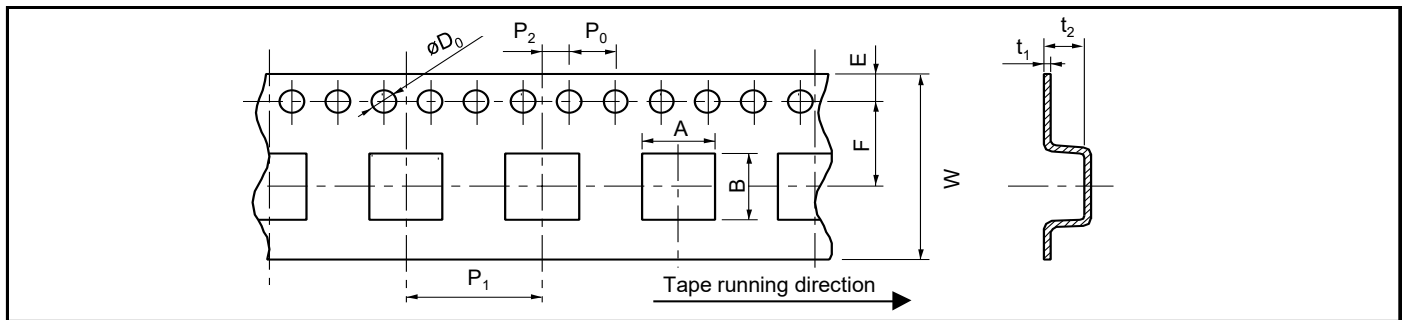 øD₀
P₂
P₀
E
t₁
t₂
A
F
B
W
P₁
Tape running direction